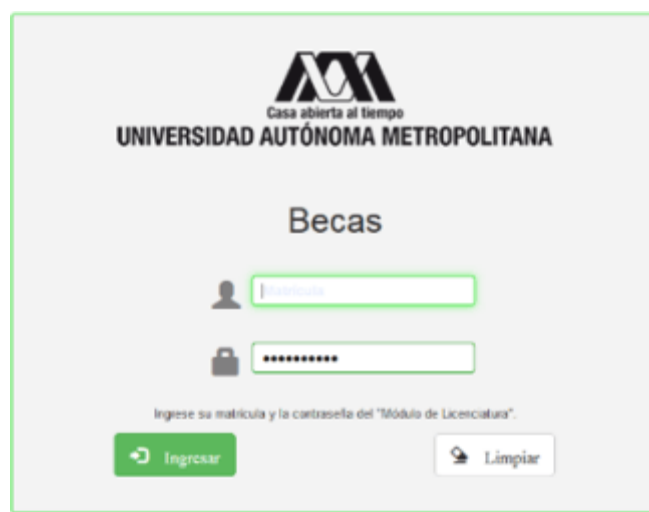 Casa abierta al tiempo
UNIVERSIDAD AUTÓNOMA METROPOLITANA
Becas
Matrícula
••••••••••
Ingrese su matrícula y la contraseña del "Módulo de Licenciatura".
Ingresar
Limpiar